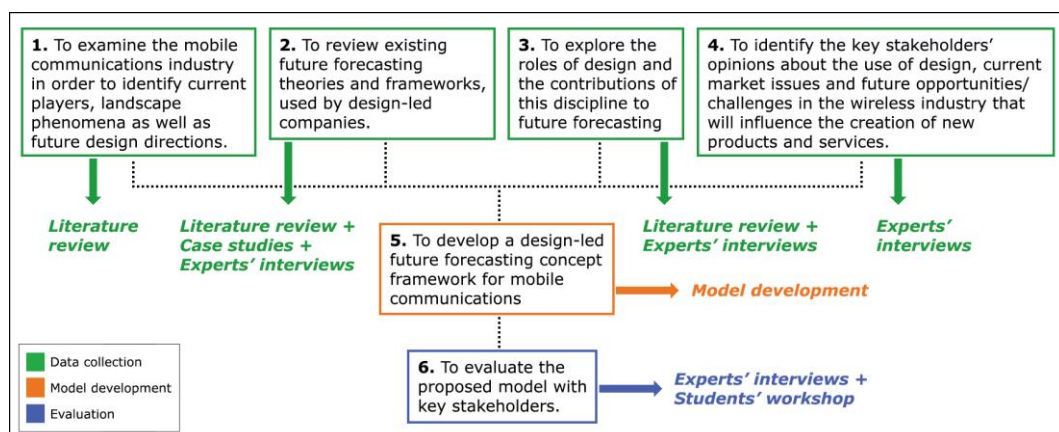 1. To examine the mobile
communications industry
in order to identify current
players, landscape
phenomena as well as
future design directions.
2. To review existing
future forecasting
theories and frameworks,
used by design-led
companies.
3. To explore the
roles of design and
the contributions of
this discipline to
future forecasting
4. To identify the key stakeholders'
opinions about the use of design, current
market issues and future opportunities/
challenges in the wireless industry that
will influence the creation of new
products and services.
Literature
review
Literature review +
Case studies +
Experts' interviews
Literature review +
Experts' interviews
Experts'
interviews
5. To develop a design-led
future forecasting concept
framework for mobile
communications
Model development
6. To evaluate the
proposed model with
key stakeholders.
Experts' interviews +
Students' workshop
Data collection
Model development
Evaluation